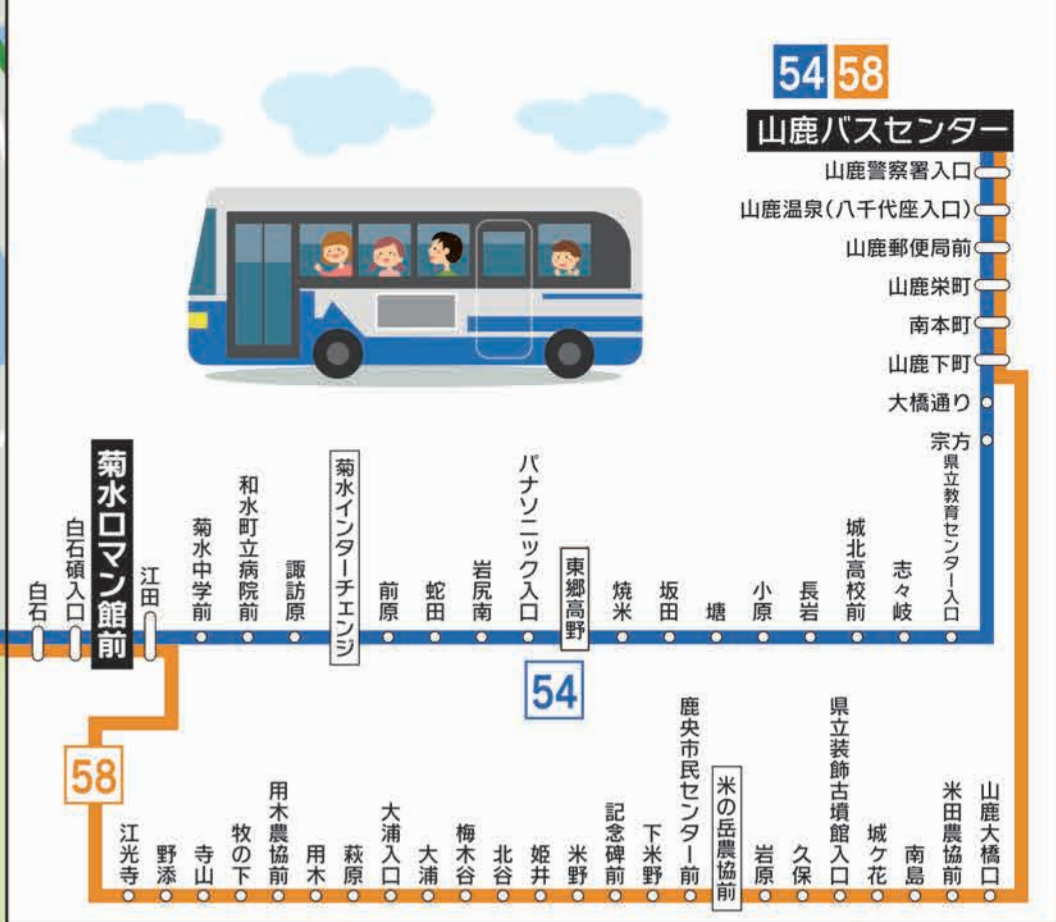 54 58
山鹿バスセンター
山鹿警察署入口
山鹿温泉(八千代座入口)
山鹿郵便局前
山鹿栄町
南本町
山鹿下町
大橋通り
宗方
白石
白石碩入口
菊水ロマン館前
江田
菊水中学前
和水町立病院前
諏訪原
菊水インターチェンジ
前原
蛇田
岩尻南
パナソニック入口
東郷高野
焼米
坂田
塘
小原
長岩
城北高校前
志々岐
県立教育センター入口
54
58
江光寺
野添
寺山
牧の下
用木農協前
用木
萩原
大浦入口
大浦
梅木谷
北谷
姫井
米野
記念碑前
下米野
鹿央市民センター前
米の岳農協前
岩原
久保
県立装飾古墳館入口
城ケ花
南島
米田農協前
山鹿大橋口